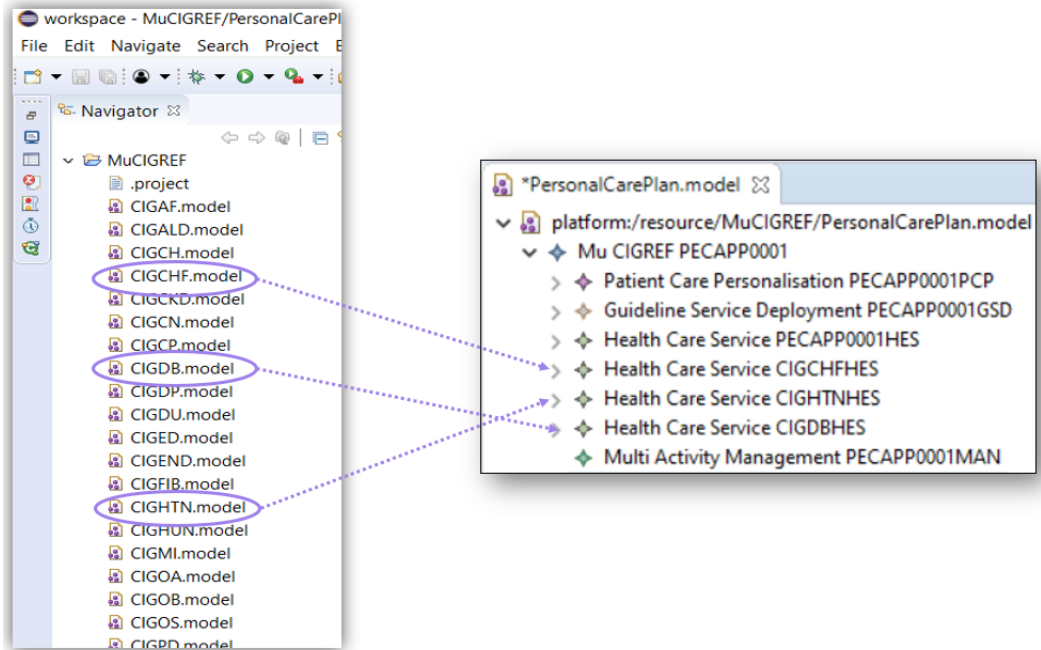 workspace - MuCIGREF/PersonalCarePl
File Edit Navigate Search Project
Navigator
MuCIGREF
.project
CIGAF.model
CIGALD.model
CIGCH.model
CIGCHF.model
CIGCKD.model
CIGCN.model
CIGCP.model
CIGDB.model
CIGDP.model
CIGDU.model
CIGED.model
CIGEND.model
CIGFIB.model
CIGHTN.model
CIGHUN.model
CIGMI.model
CIGOA.model
CIGOB.model
CIGOS.model
CIGPD.model
*PersonalCarePlan.model
platform:/resource/MuCIGREF/PersonalCarePlan.model
Mu CIGREF PECAPP0001
Patient Care Personalisation PECAPP0001PCP
Guideline Service Deployment PECAPP0001GSD
Health Care Service PECAPP0001HES
Health Care Service CIGCHFHES
Health Care Service CIGHTNHES
Health Care Service CIGDBHES
Multi Activity Management PECAPP0001MAN